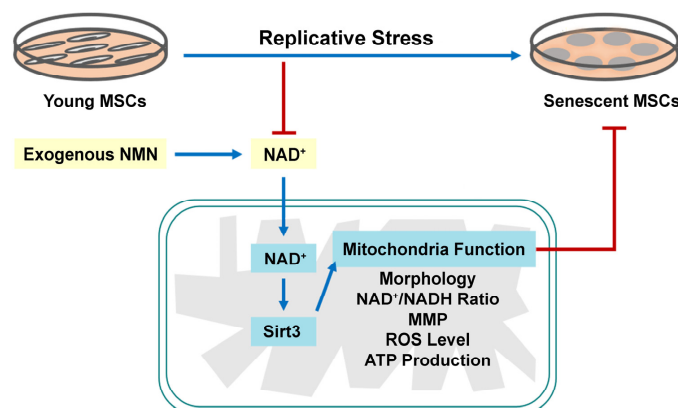 Replicative Stress
Young MSCs
Senescent MSCs
Exogenous NMN
NAD⁺
NAD⁺
Mitochondria Function
Sirt3
Morphology
NAD⁺/NADH Ratio
MMP
ROS Level
ATP Production